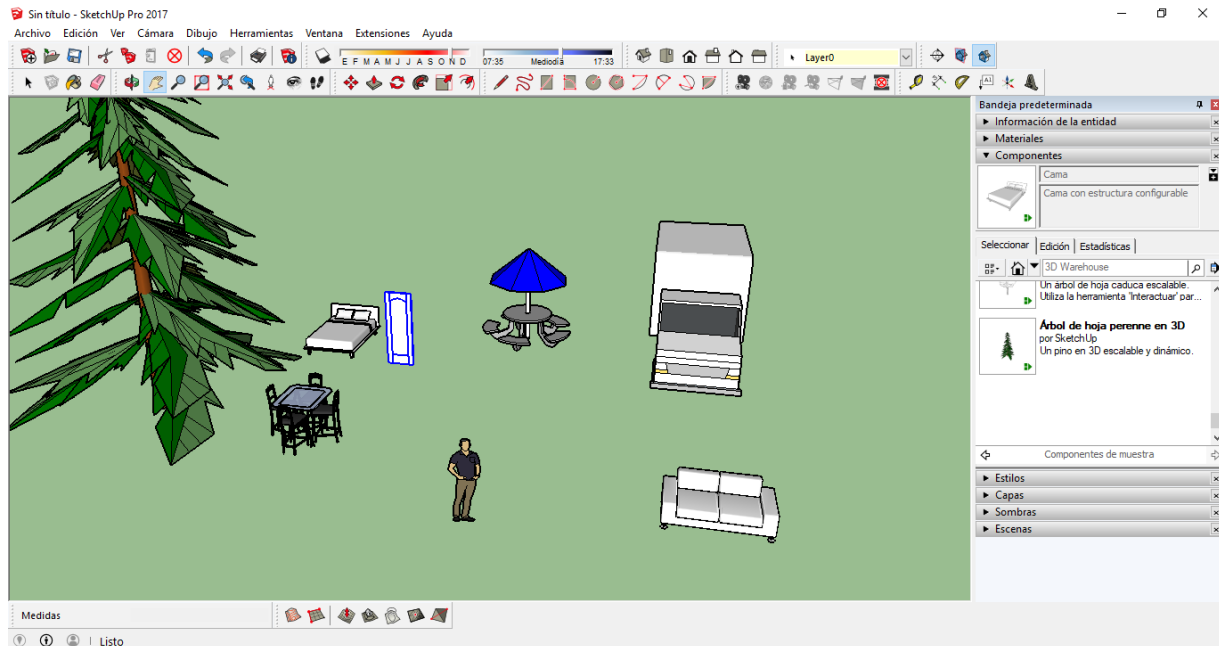 Sin título - SketchUp Pro 2017
Archivo Edición Ver Cámara Dibujo Herramientas Ventana Extensiones Ayuda
E F M A M J J A S O N D 07:35 Mediodía 17:33 Layer0
A1
Bandeja predeterminada
Información de la entidad
Materiales
Componentes
Cama
Cama con estructura configurable
Seleccionar Edición Estadísticas
3D Warehouse
Un árbol de hoja caduca escalable.
Utiliza la herramienta 'Interactuar' par...
Árbol de hoja perenne en 3D
por SketchUp
Un pino en 3D escalable y dinámico.
Componentes de muestra
Estilos
Capas
Sombras
Escenas
Medidas
Listo